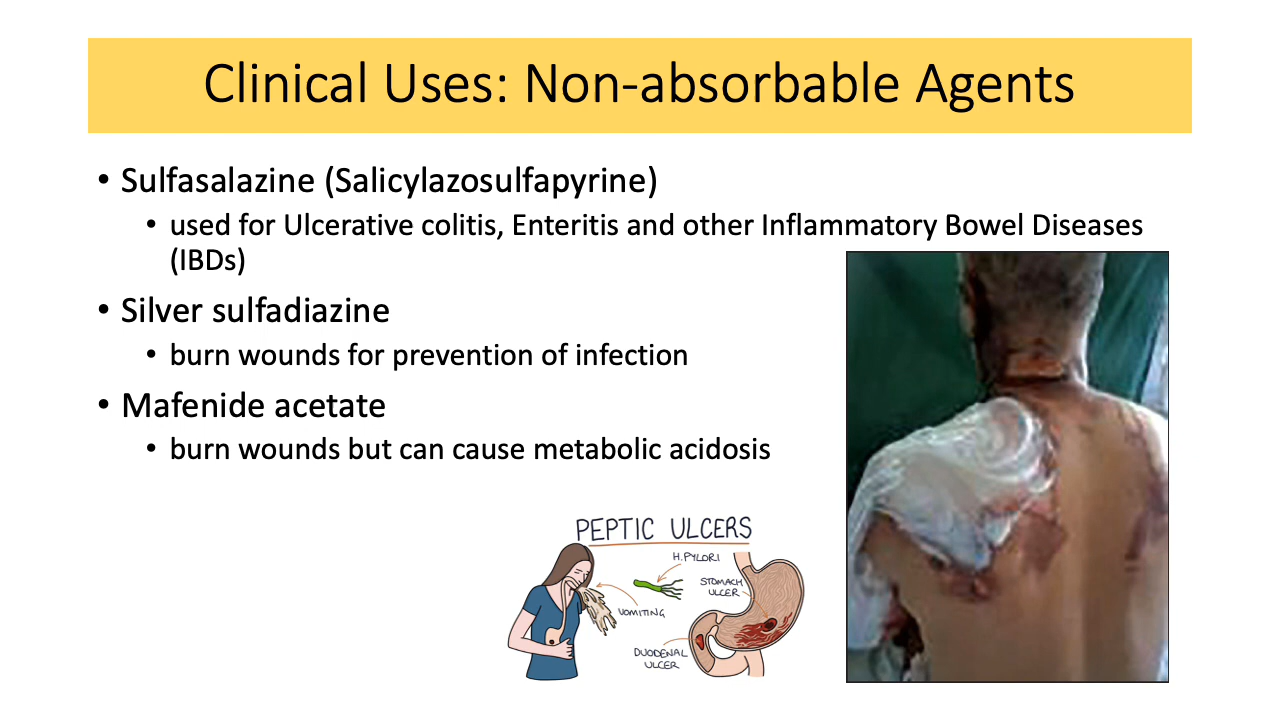 Clinical Uses: Non-absorbable Agents
• Sulfasalazine (Salicylazosulfapyrine)
• used for Ulcerative colitis, Enteritis and other Inflammatory Bowel Diseases
(IBDs)
• Silver sulfadiazine
• burn wounds for prevention of infection
• Mafenide acetate
• burn wounds but can cause metabolic acidosis
PEPTIC ULCERS
H.PYLORI
STOMACH
ULCER
VOMITING
DUODENAL
ULCER